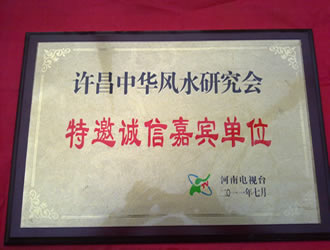 许昌中华风水研究会
特邀诚信嘉宾单位
河南电视台
二〇一一年七月